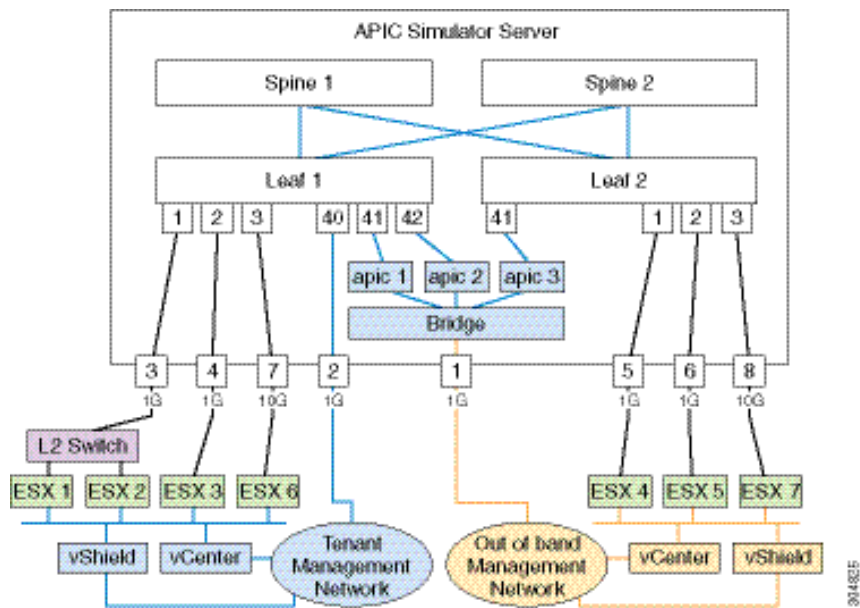 APIC Simulator Server
Spine 1
Spine 2
Leaf 1
Leaf 2
1 2 3 40 41 42 41 1 2 3
apic 1 apic 2 apic 3
Bridge
3 4 7 2 1 5 6 8
1G 1G 10G 1G 1G 1G 1G 10G
L2 Switch
ESX 1 ESX 2 ESX 3 ESX 6 ESX 4 ESX 5 ESX 7
vShield
vCenter
Tenant
Management
Network
Out of band
Management
Network
vCenter
vShield
304825